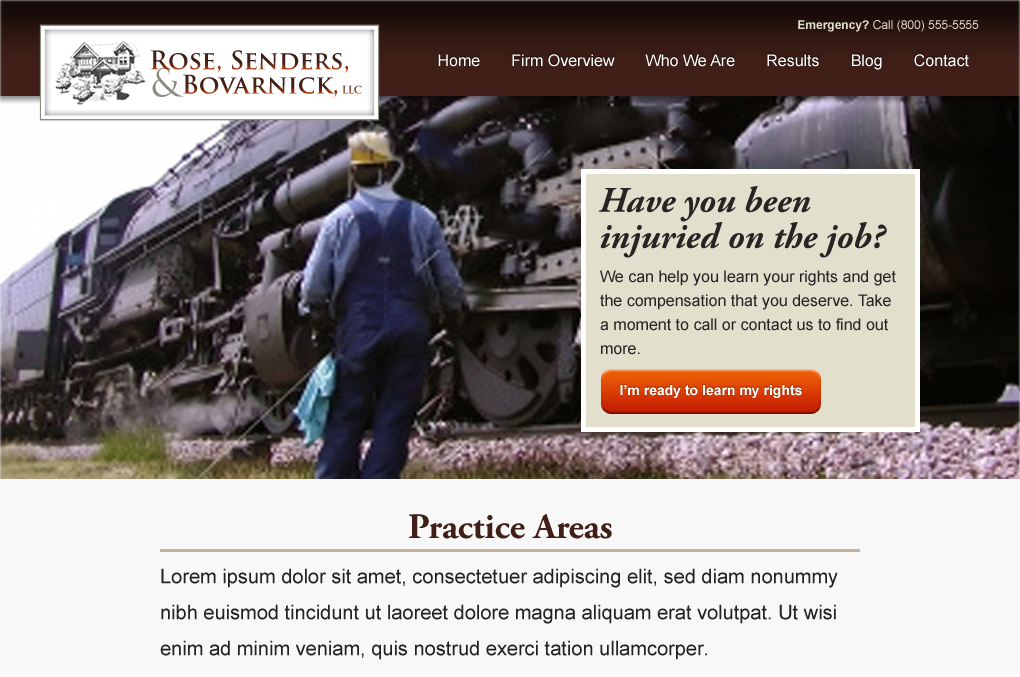 Emergency? Call (800) 555-5555
ROSE, SENDERS,
& BOVARNICK, LLC
Home Firm Overview Who We Are Results Blog Contact
Have you been
injuried on the job?
We can help you learn your rights and get
the compensation that you deserve. Take
a moment to call or contact us to find out
more.
I'm ready to learn my rights
Practice Areas
Lorem ipsum dolor sit amet, consectetuer adipiscing elit, sed diam nonummy
nibh euismod tincidunt ut laoreet dolore magna aliquam erat volutpat. Ut wisi
enim ad minim veniam, quis nostrud exerci tation ullamcorper.